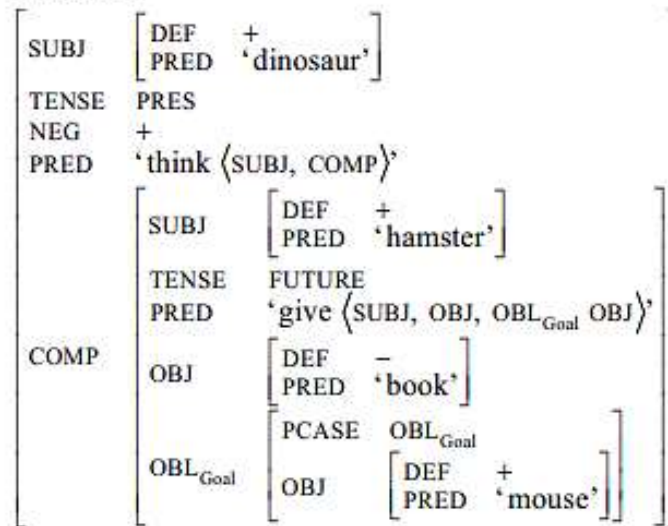 SUBJ [DEF +
PRED ‘dinosaur’]
TENSE PRES
NEG +
PRED ‘think ⟨SUBJ, COMP⟩’
SUBJ [DEF +
PRED ‘hamster’]
TENSE FUTURE
PRED ‘give ⟨SUBJ, OBJ, OBL_Goal OBJ⟩’
COMP
OBJ [DEF –
PRED ‘book’]
PCASE OBL_Goal
OBL_Goal
OBJ [DEF +
PRED ‘mouse’]